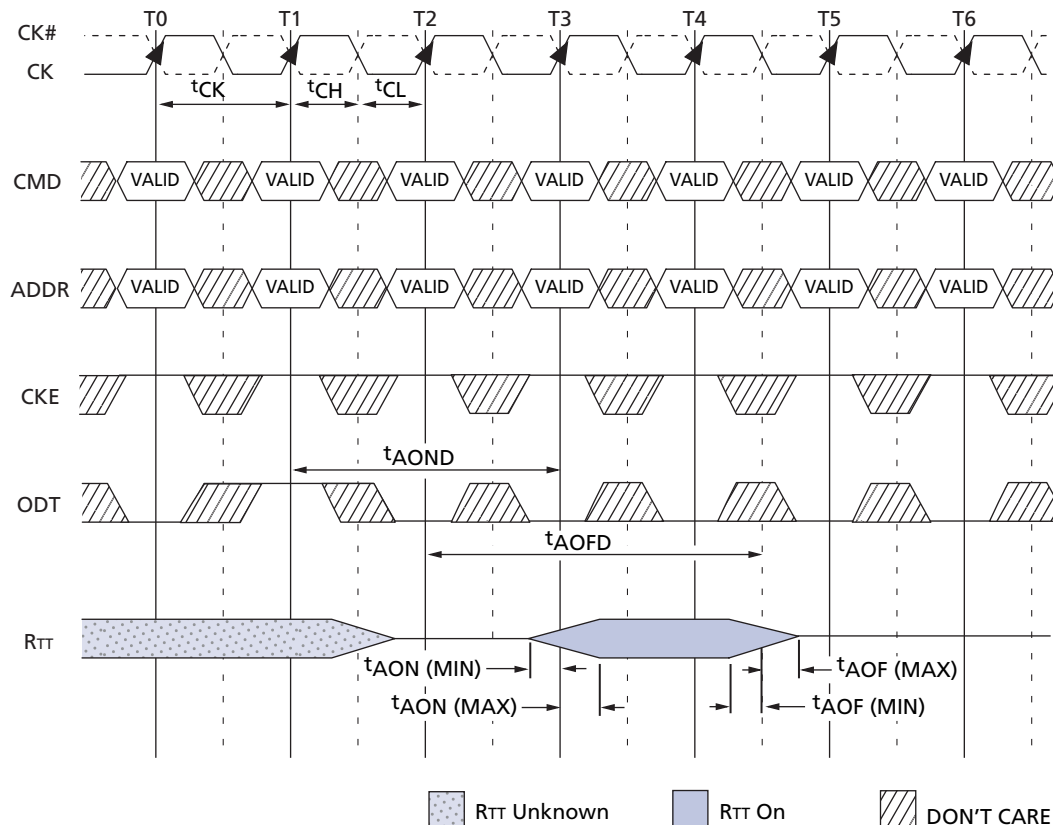 T0 T1 T2 T3 T4 T5 T6
CK#
CK
tCK tCH tCL
CMD VALID VALID VALID VALID VALID VALID VALID
ADDR VALID VALID VALID VALID VALID VALID VALID
CKE
tAOND
ODT
tAOFD
RTT
tAON (MIN) tAOF (MAX)
tAON (MAX) tAOF (MIN)
RTT Unknown RTT On DON'T CARE